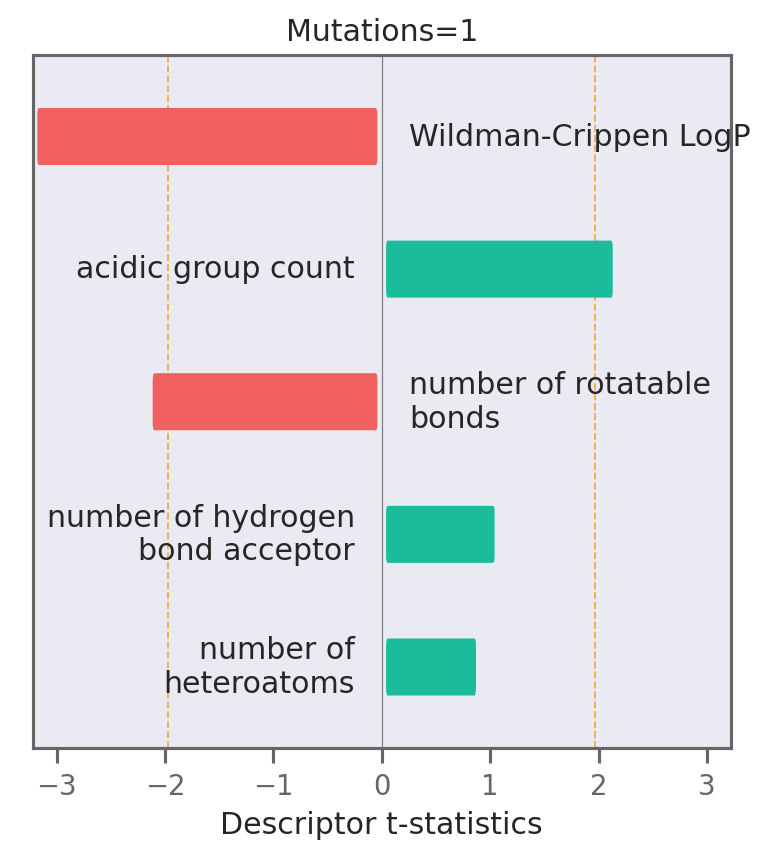 Mutations=1
Wildman-Crippen LogP
acidic group count
number of rotatable
bonds
number of hydrogen
bond acceptor
number of
heteroatoms
−3 −2 −1 0 1 2 3
Descriptor t-statistics